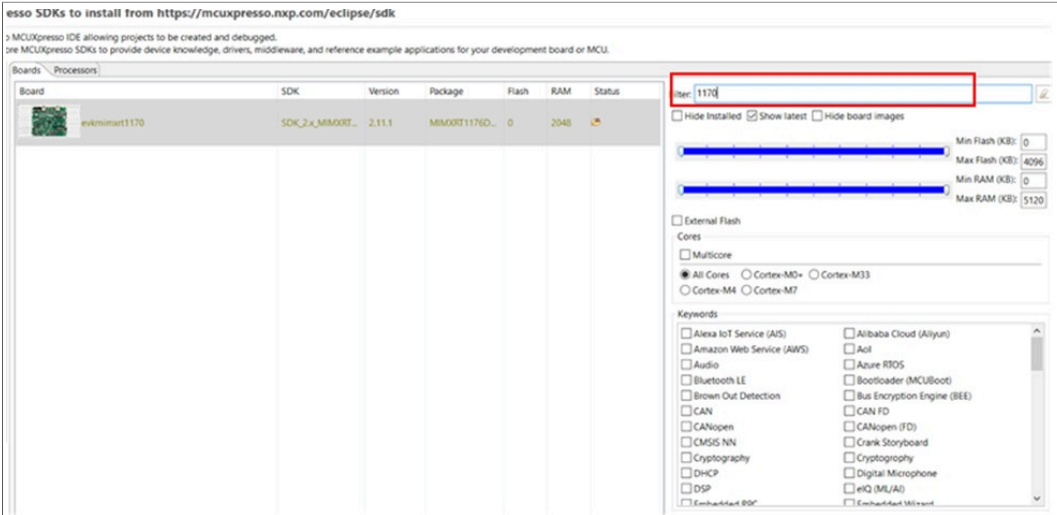 esso SDKs to install from https://mcuxpresso.nxp.com/eclipse/sdk
MCUXpresso IDE allowing projects to be created and debugged.
ore MCUXpresso SDKs to provide device knowledge, drivers, middleware, and reference example applications for your development board or MCU.
Boards Processors
Board SDK Version Package Flash RAM Status
evkmimxrt1170 SDK_2.x_MIMXRT... 2.11.1 MIMXRT1176D... 0 2048
ilter: 1170
Hide Installed Show latest Hide board images
Min Flash (KB): 0
Max Flash (KB): 4096
Min RAM (KB): 0
Max RAM (KB): 5120
External Flash
Cores
Multicore
All Cores Cortex-M0+ Cortex-M33
Cortex-M4 Cortex-M7
Keywords
Alexa IoT Service (AIS) Alibaba Cloud (Aliyun)
Amazon Web Service (AWS) AoI
Audio Azure RTOS
Bluetooth LE Bootloader (MCUBoot)
Brown Out Detection Bus Encryption Engine (BEE)
CAN CAN FD
CANopen CANopen (FD)
CMSIS NN Crank Storyboard
Cryptography Cryptogrophy
DHCP Digital Microphone
DSP eIQ (ML/AI)
Embedded RPC Embedded Wizard